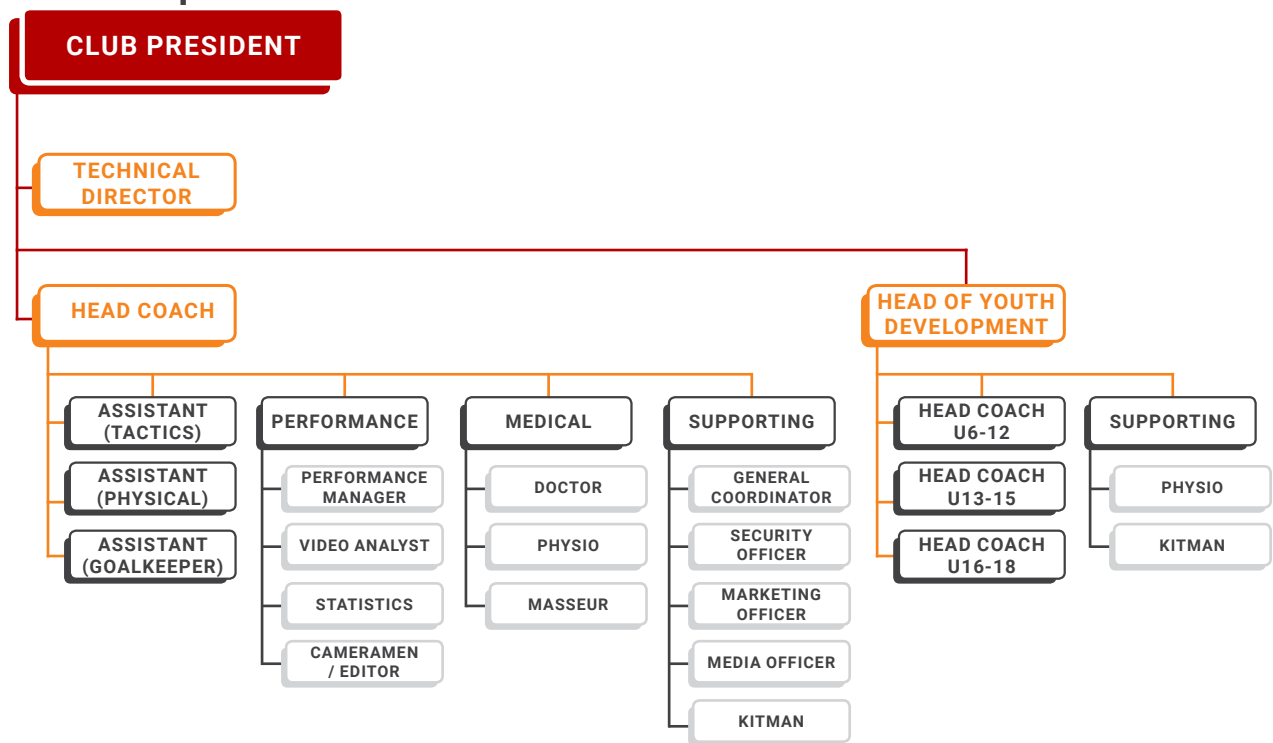 CLUB PRESIDENT
TECHNICAL
DIRECTOR
HEAD COACH
HEAD OF YOUTH
DEVELOPMENT
ASSISTANT
(TACTICS)
ASSISTANT
(PHYSICAL)
ASSISTANT
(GOALKEEPER)
PERFORMANCE
PERFORMANCE
MANAGER
VIDEO ANALYST
STATISTICS
CAMERAMEN
/ EDITOR
MEDICAL
DOCTOR
PHYSIO
MASSEUR
SUPPORTING
GENERAL
COORDINATOR
SECURITY
OFFICER
MARKETING
OFFICER
MEDIA OFFICER
KITMAN
HEAD COACH
U6-12
HEAD COACH
U13-15
HEAD COACH
U16-18
SUPPORTING
PHYSIO
KITMAN